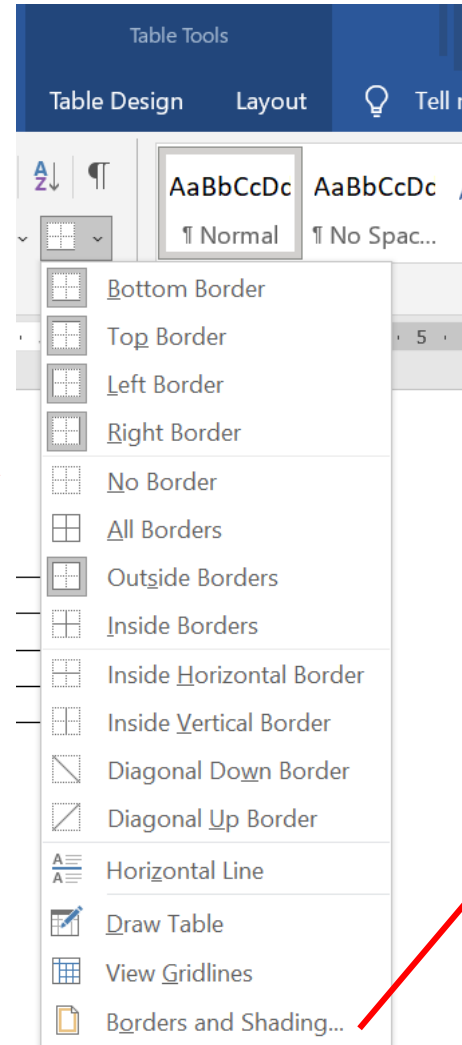 Table Tools
Table Design Layout Tell
AaBbCcDc AaBbCcDc
¶ Normal ¶ No Spac...
Bottom Border
Top Border
5
Left Border
Right Border
No Border
All Borders
Outside Borders
Inside Borders
Inside Horizontal Border
Inside Vertical Border
Diagonal Down Border
Diagonal Up Border
Horizontal Line
Draw Table
View Gridlines
Borders and Shading...